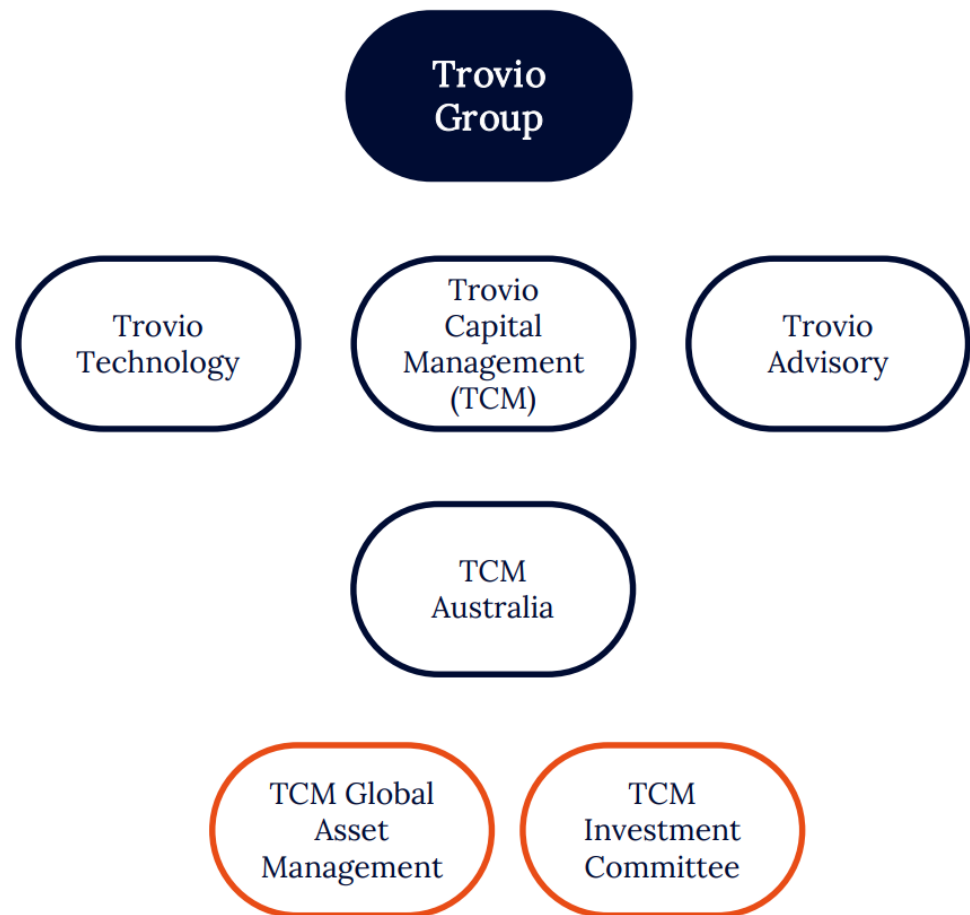 Trovio
Group
Trovio
Technology
Trovio
Capital
Management
(TCM)
Trovio
Advisory
TCM
Australia
TCM Global
Asset
Management
TCM
Investment
Committee